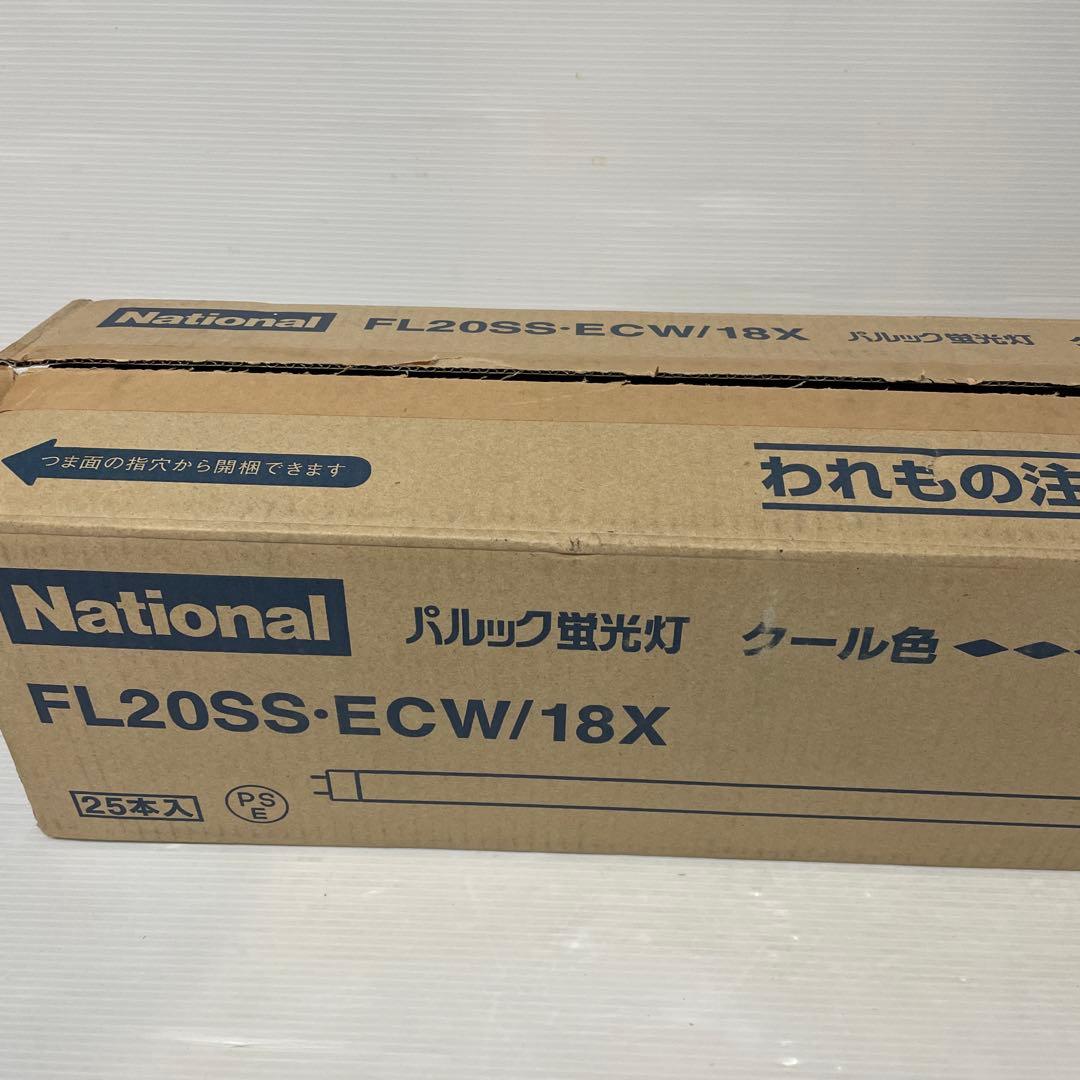 National FL20SS・ECW/18X パルック蛍光灯
つま面の指穴から開梱できます
われもの注
National パルック蛍光灯 クール色
FL20SS・ECW/18X
25本入 PSE